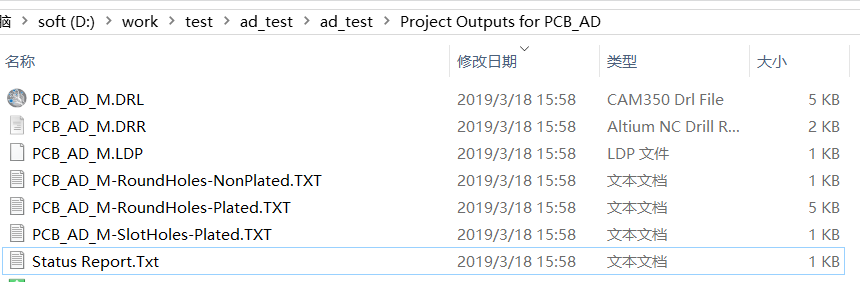 脑 › soft (D:) › work › test › ad_test › ad_test › Project Outputs for PCB_AD
名称 修改日期 类型 大小
PCB_AD_M.DRL 2019/3/18 15:58 CAM350 Drl File 5 KB
PCB_AD_M.DRR 2019/3/18 15:58 Altium NC Drill R... 2 KB
PCB_AD_M.LDP 2019/3/18 15:58 LDP 文件 1 KB
PCB_AD_M-RoundHoles-NonPlated.TXT 2019/3/18 15:58 文本文档 1 KB
PCB_AD_M-RoundHoles-Plated.TXT 2019/3/18 15:58 文本文档 5 KB
PCB_AD_M-SlotHoles-Plated.TXT 2019/3/18 15:58 文本文档 1 KB
Status Report.Txt 2019/3/18 15:58 文本文档 1 KB